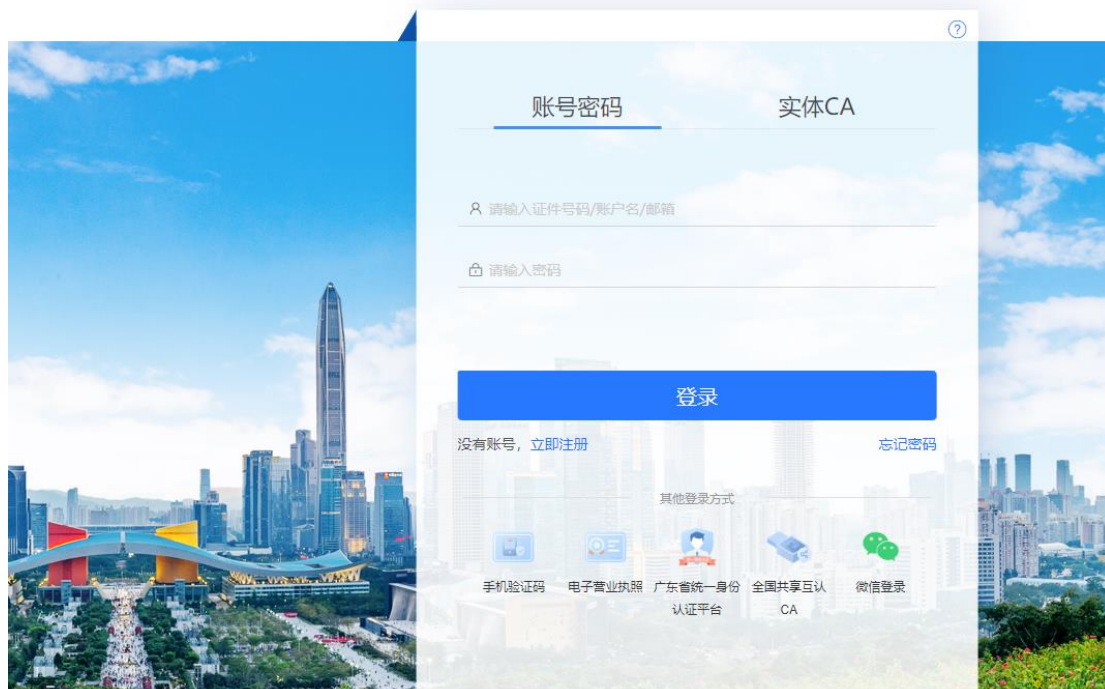 账号密码
实体CA
请输入证件号码/账户名/邮箱
请输入密码
登录
没有账号，立即注册
忘记密码
其他登录方式
手机验证码
电子营业执照
广东省统一身份
认证平台
全国共享互认
CA
微信登录